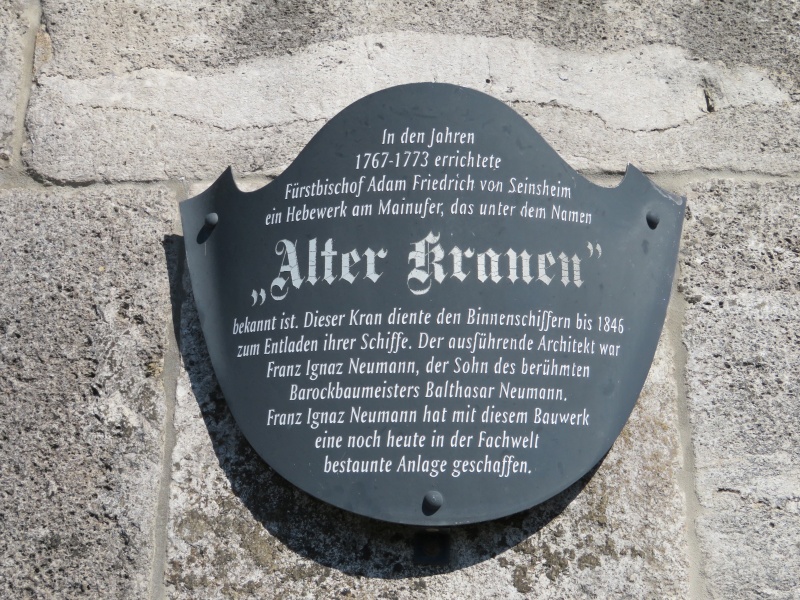 In den Jahren
1767-1773 errichtete
Fürstbischof Adam Friedrich von Seinsheim
ein Hebewerk am Mainufer, das unter dem Namen
„Alter Kranen”
bekannt ist. Dieser Kran diente den Binnenschiffern bis 1846
zum Entladen ihrer Schiffe. Der ausführende Architekt war
Franz Ignaz Neumann, der Sohn des berühmten
Barockbaumeisters Balthasar Neumann.
Franz Ignaz Neumann hat mit diesem Bauwerk
eine noch heute in der Fachwelt
bestaunte Anlage geschaffen.